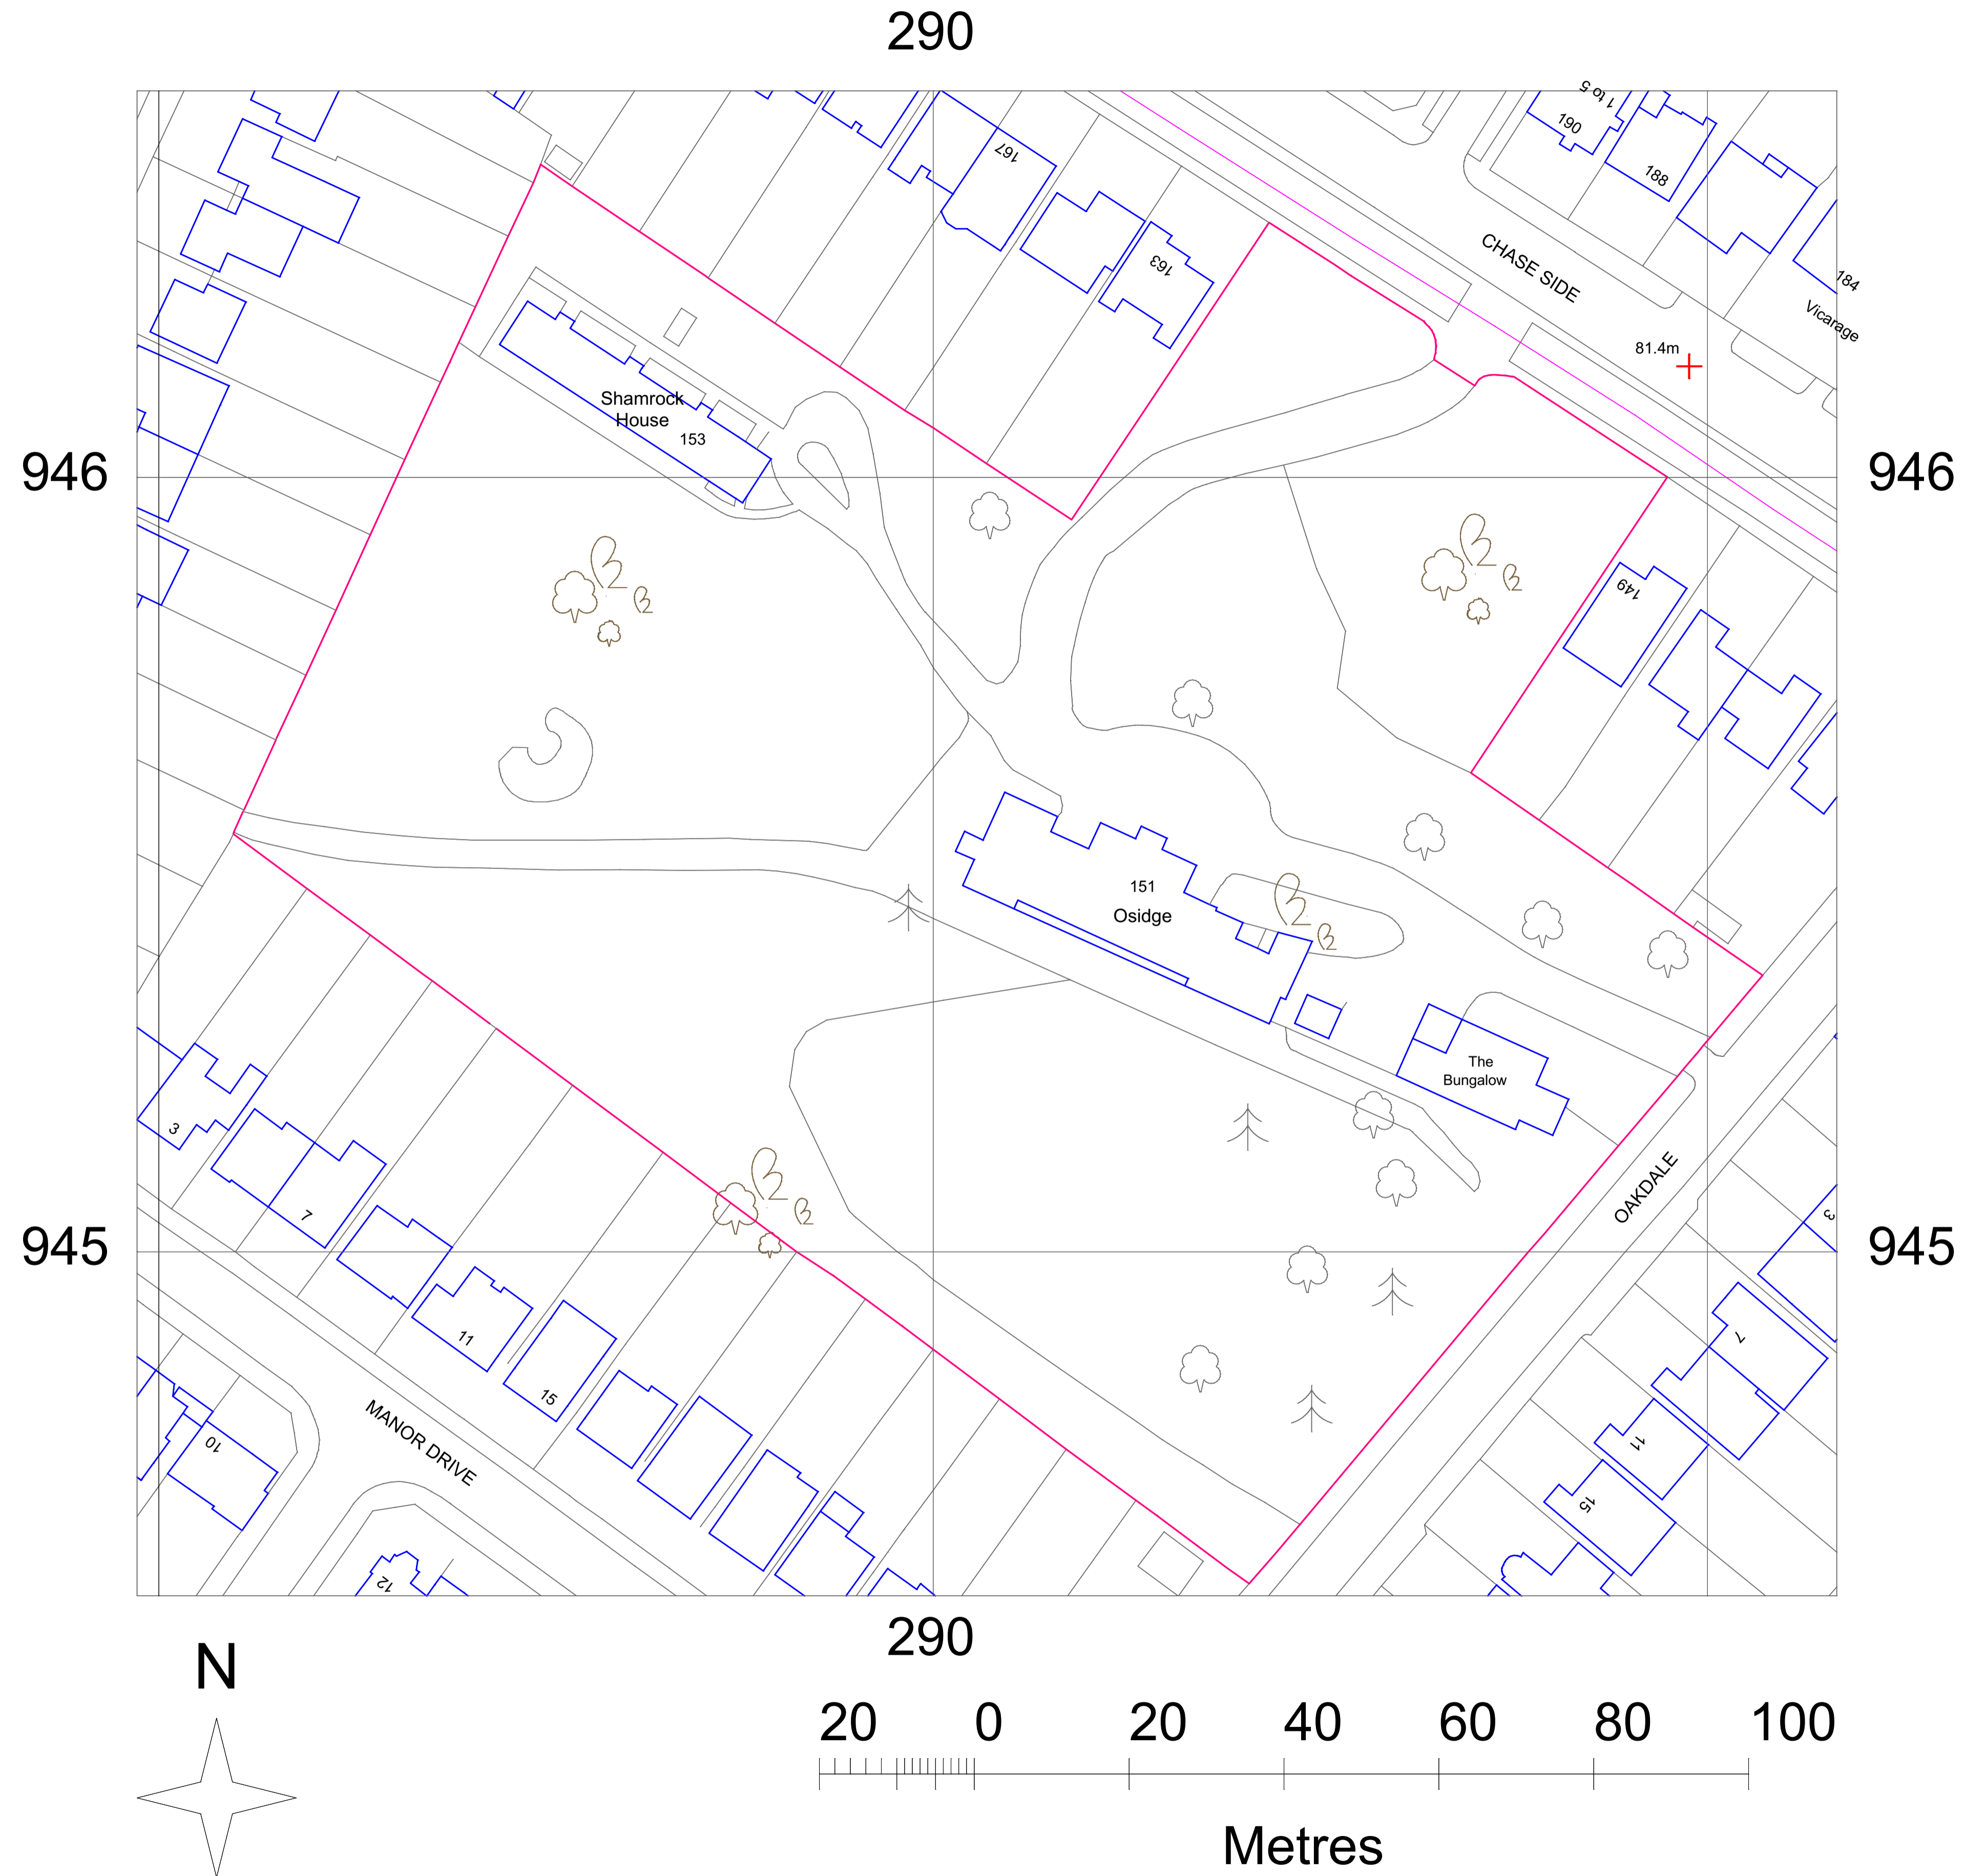 290
1 to 5
190
188
167
163
CHASE SIDE
184
Vicarage
81.4m
Shamrock
House
153
946
946
149
151
Osidge
The
Bungalow
OAKDALE
3
7
11
15
MANOR DRIVE
10
12
3
7
11
15
945
945
290
N
20 0 20 40 60 80 100
Metres